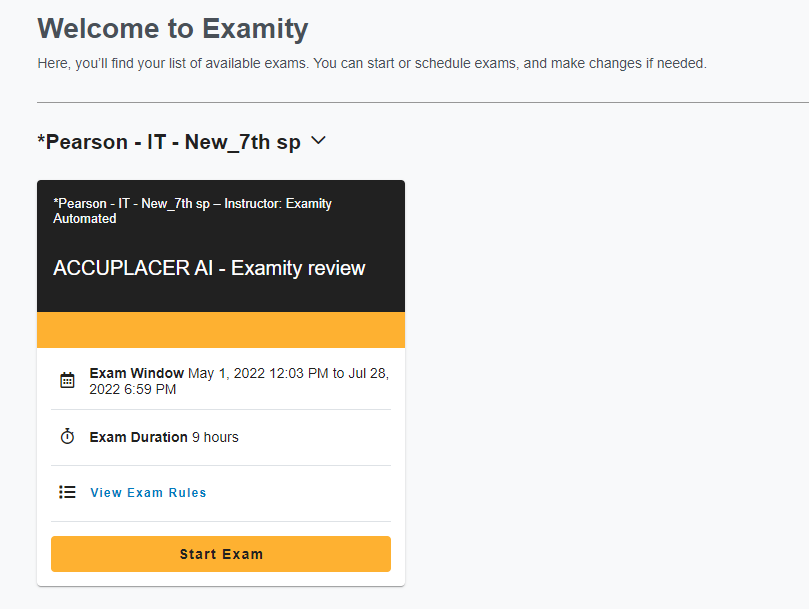 Welcome to Examity
Here, you'll find your list of available exams. You can start or schedule exams, and make changes if needed.
*Pearson - IT - New_7th sp
*Pearson - IT - New_7th sp – Instructor: Examity
Automated
ACCUPLACER AI - Examity review
Exam Window May 1, 2022 12:03 PM to Jul 28,
2022 6:59 PM
Exam Duration 9 hours
View Exam Rules
Start Exam